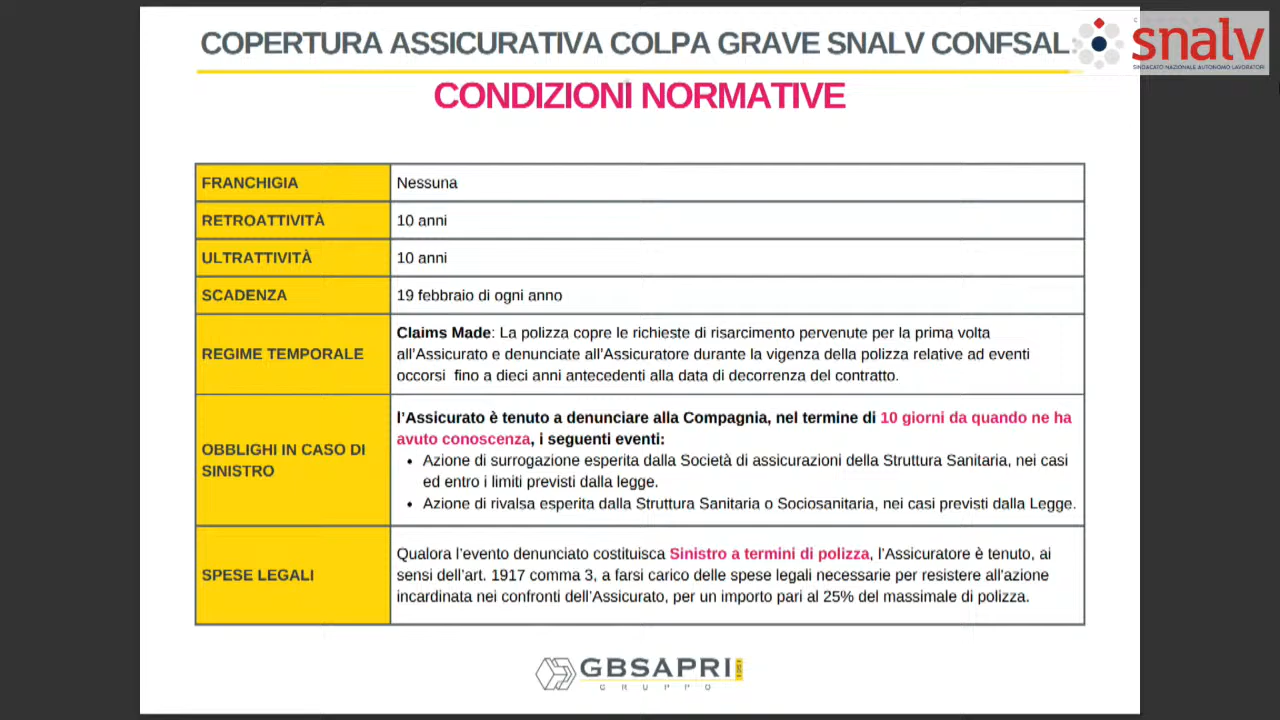 COPERTURA ASSICURATIVA COLPA GRAVE SNALV CONFSAL:
snalv
SINDACATO NAZIONALE AUTONOMO LAVORATORI
CONDIZIONI NORMATIVE
FRANCHIGIA
Nessuna
RETROATTIVITÀ
10 anni
ULTRATTIVITÀ
10 anni
SCADENZA
19 febbraio di ogni anno
REGIME TEMPORALE
Claims Made: La polizza copre le richieste di risarcimento pervenute per la prima volta
all'Assicurato e denunciate all'Assicuratore durante la vigenza della polizza relative ad eventi
occorsi fino a dieci anni antecedenti alla data di decorrenza del contratto.
OBBLIGHI IN CASO DI
SINISTRO
l'Assicurato è tenuto a denunciare alla Compagnia, nel termine di 10 giorni da quando ne ha
avuto conoscenza, i seguenti eventi:
• Azione di surrogazione esperita dalla Società di assicurazioni della Struttura Sanitaria, nei casi
ed entro i limiti previsti dalla legge.
• Azione di rivalsa esperita dalla Struttura Sanitaria o Sociosanitaria, nei casi previsti dalla Legge.
SPESE LEGALI
Qualora l'evento denunciato costituisca Sinistro a termini di polizza, l'Assicuratore è tenuto, ai
sensi dell'art. 1917 comma 3, a farsi carico delle spese legali necessarie per resistere all'azione
incardinata nei confronti dell'Assicurato, per un importo pari al 25% del massimale di polizza.
GBSAPRI
GRUPPO